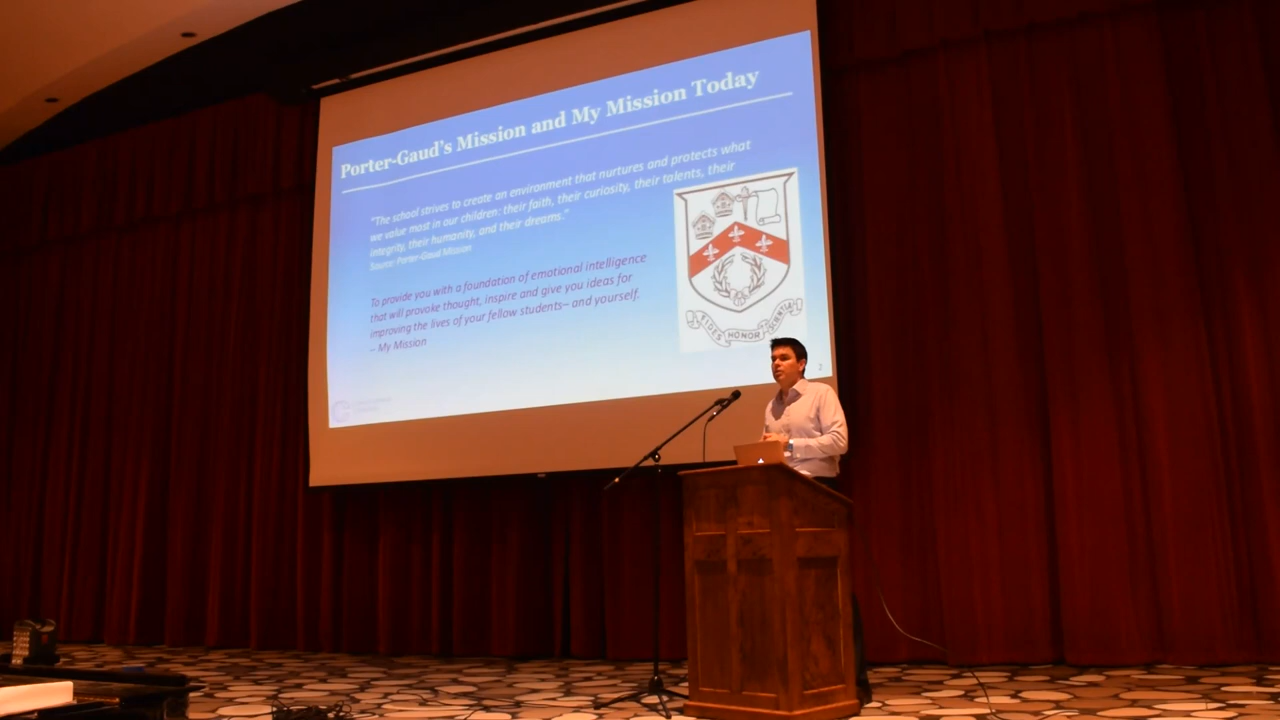 Porter-Gaud's Mission and My Mission Today
"The school strives to create an environment that nurtures and protects what
we value most in our children: their faith, their curiosity, their talents, their
integrity, their humanity, and their dreams."
Source: Porter-Gaud Mission
To provide you with a foundation of emotional intelligence
that will provoke thought, inspire and give you ideas for
improving the lives of your fellow students– and yourself.
– My Mission
FIDES HONOR SCIENTIA
2